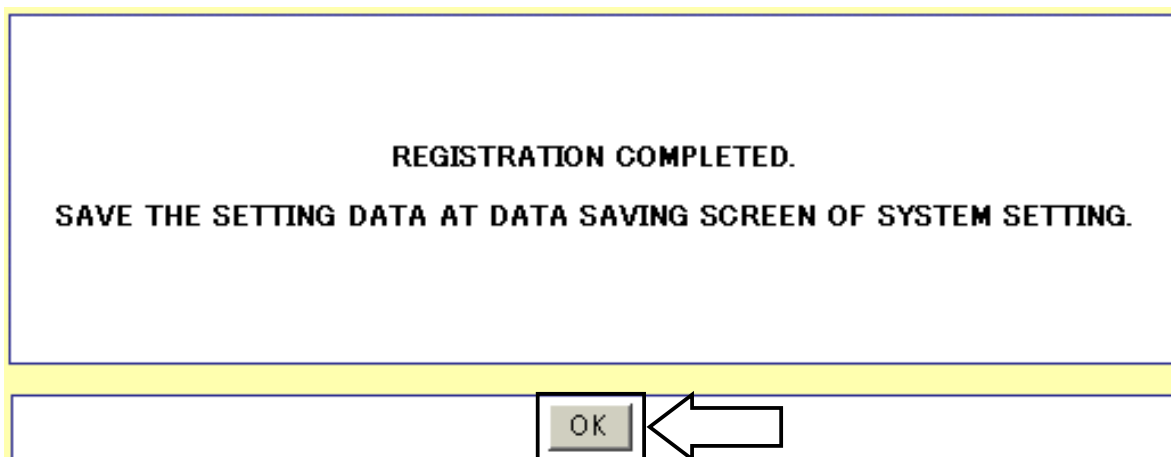 REGISTRATION COMPLETED.
SAVE THE SETTING DATA AT DATA SAVING SCREEN OF SYSTEM SETTING.
OK